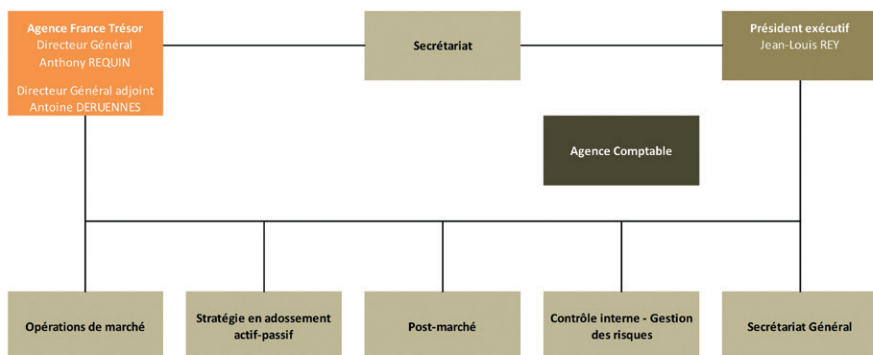 Agence France Trésor
Directeur Général
Anthony REQUIN
Directeur Général adjoint
Antoine DERUENNES
Secrétariat
Président exécutif
Jean-Louis REY
Agence Comptable
Opérations de marché
Stratégie en adossement
actif-passif
Post-marché
Contrôle interne - Gestion
des risques
Secrétariat Général